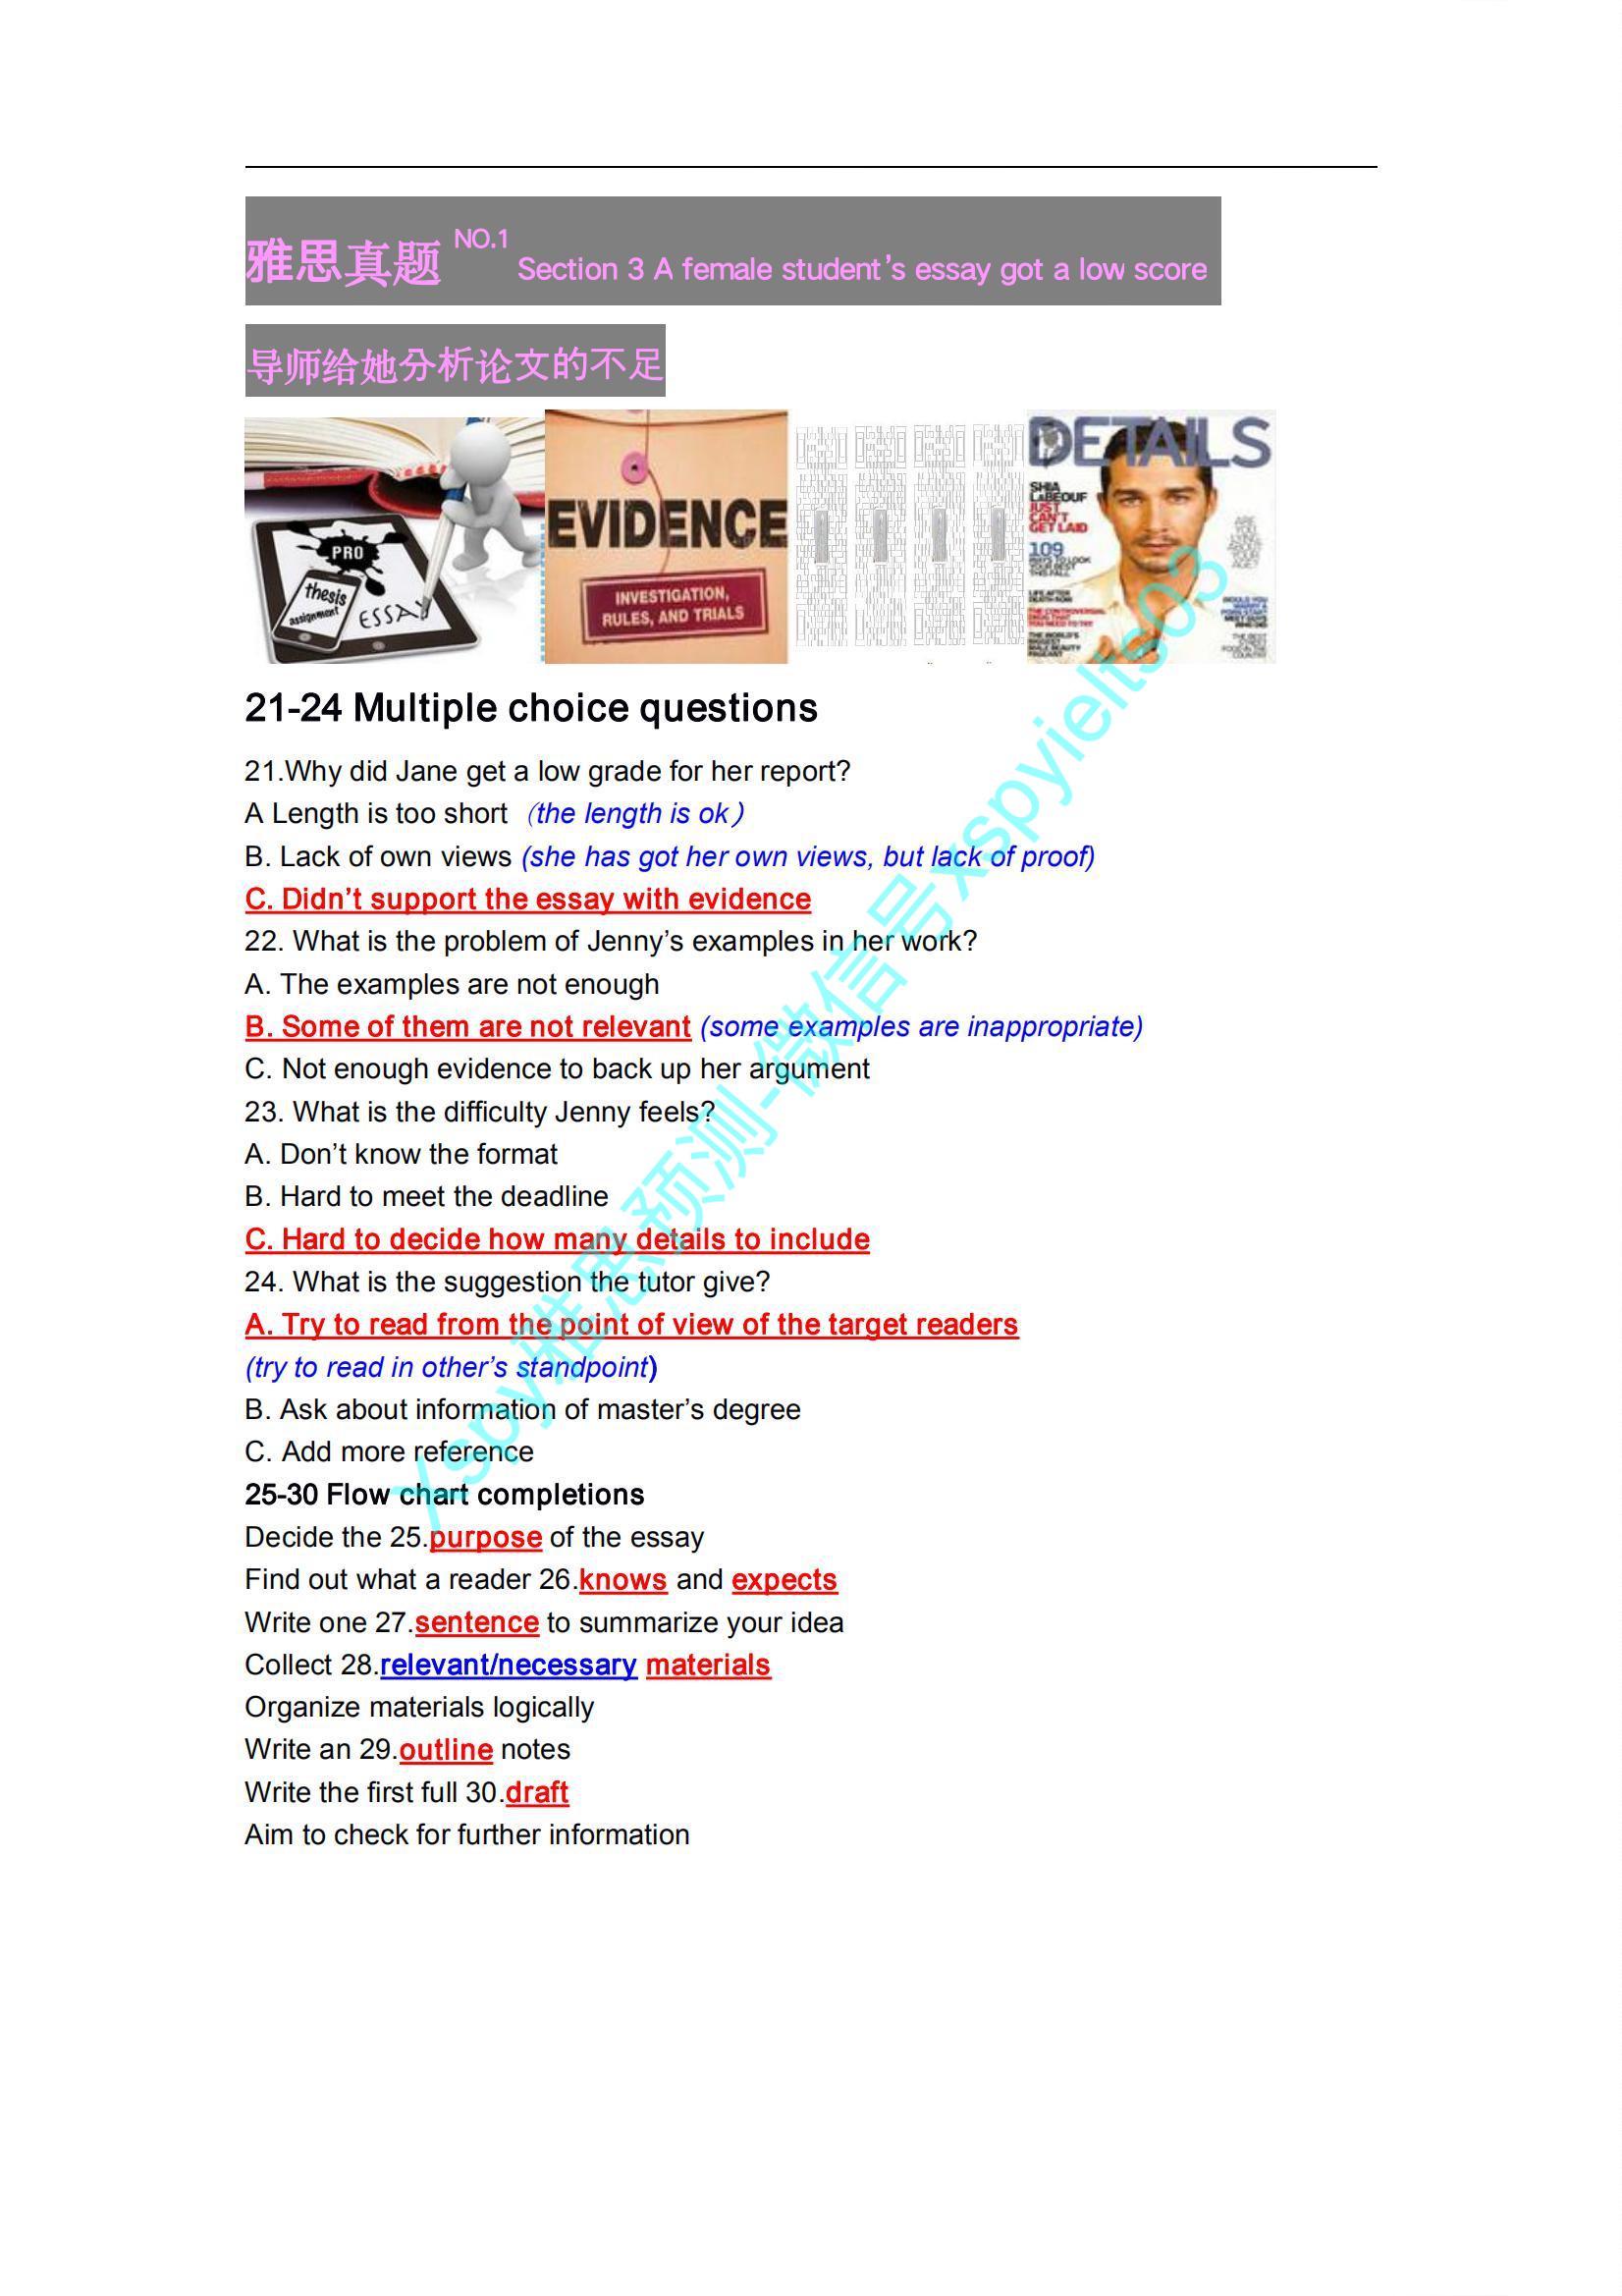 雅思真题 NO.1 Section 3 A female student's essay got a low score
导师给她分析论文的不足
PRO
thesis
assignment
ESSAY
EVIDENCE
INVESTIGATION,
RULES, AND TRIALS
DETAILS
SHIA
LABEOUF
JUST
CAN'T
GET LAID
109
21-24 Multiple choice questions
21.Why did Jane get a low grade for her report?
A Length is too short （the length is ok）
B. Lack of own views (she has got her own views, but lack of proof)
C. Didn't support the essay with evidence
22. What is the problem of Jenny's examples in her work?
A. The examples are not enough
B. Some of them are not relevant (some examples are inappropriate)
C. Not enough evidence to back up her argument
23. What is the difficulty Jenny feels?
A. Don't know the format
B. Hard to meet the deadline
C. Hard to decide how many details to include
24. What is the suggestion the tutor give?
A. Try to read from the point of view of the target readers
(try to read in other's standpoint)
B. Ask about information of master's degree
C. Add more reference
25-30 Flow chart completions
Decide the 25.purpose of the essay
Find out what a reader 26.knows and expects
Write one 27.sentence to summarize your idea
Collect 28.relevant/necessary materials
Organize materials logically
Write an 29.outline notes
Write the first full 30.draft
Aim to check for further information
xspy雅思预测-微信号xspyielts03